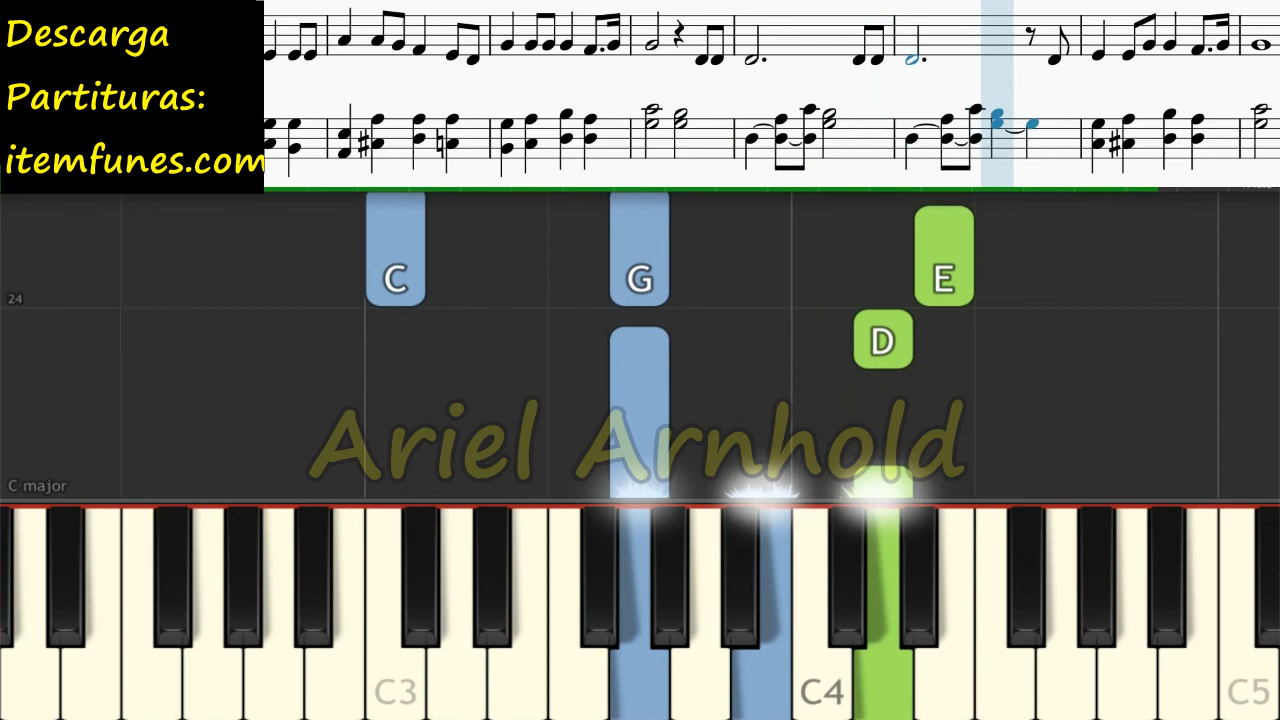 Descarga
Partituras:
itemfunes.com
C
G
E
24
D
Ariel Arnhold
C major
C3
C4
C5